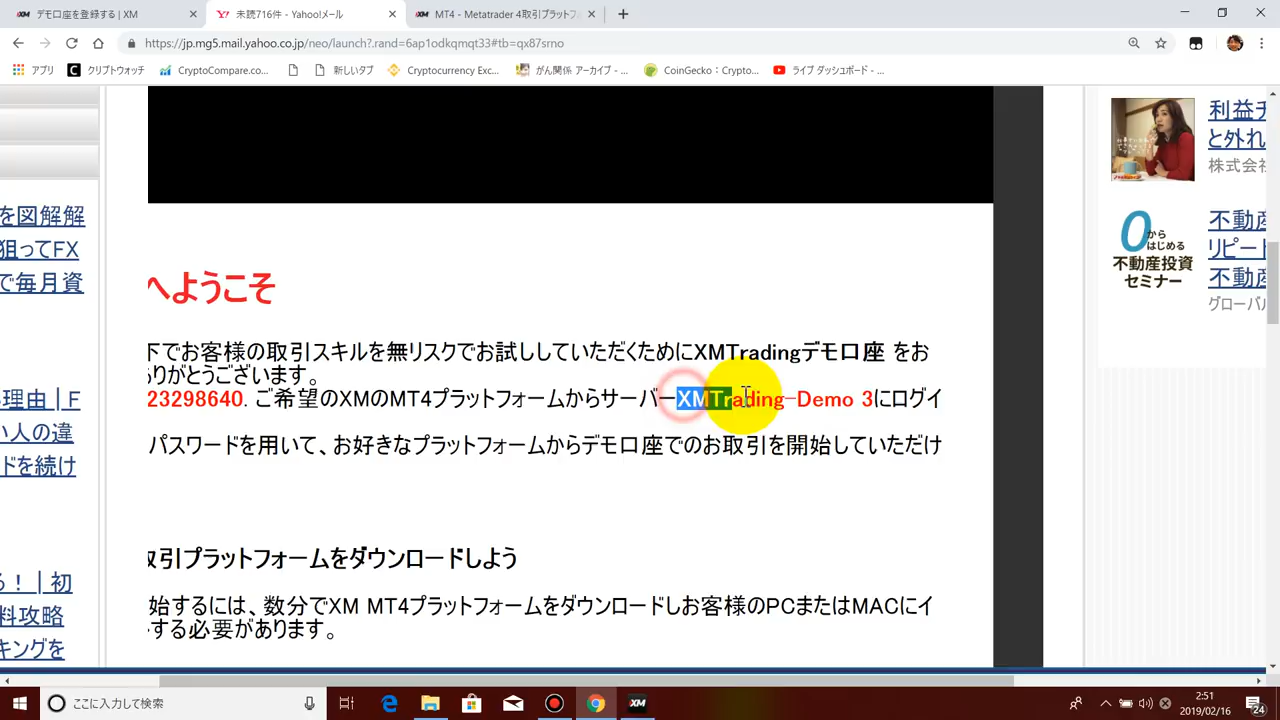 デモ口座を登録する | XM
未読716件 - Yahoo!メール
MT4 - Metatrader 4取引プラットフ
https://jp.mg5.mail.yahoo.co.jp/neo/launch?.rand=6ap1odkqmqt33#tb=qx87srno
アプリ
クリプトウォッチ
CryptoCompare.co...
新しいタブ
Cryptocurrency Exc...
がん関係 アーカイブ - ...
CoinGecko : Crypto...
ライブ ダッシュボード - ...
を図解解
狙ってFX
で毎月資
理由 | F
い人の違
ドを続け
ろ！ | 初
料攻略
キングを
へようこそ
下でお客様の取引スキルを無リスクでお試ししていただくためにXMTradingデモ口座 をお
ありがとうございます。
23298640. ご希望のXMのMT4プラットフォームからサーバーXMTrading-Demo 3にログイ
パスワードを用いて、お好きなプラットフォームからデモ口座でのお取引を開始していただけ
取引プラットフォームをダウンロードしよう
始するには、数分でXM MT4プラットフォームをダウンロードしお客様のPCまたはMACにイ
する必要があります。
利益チ
と外れ
株式会社
0からはじめる
不動産投資
セミナー
不動産
リピート
不動産
グローバル
ここに入力して検索
XM
2:51
2019/02/16
24